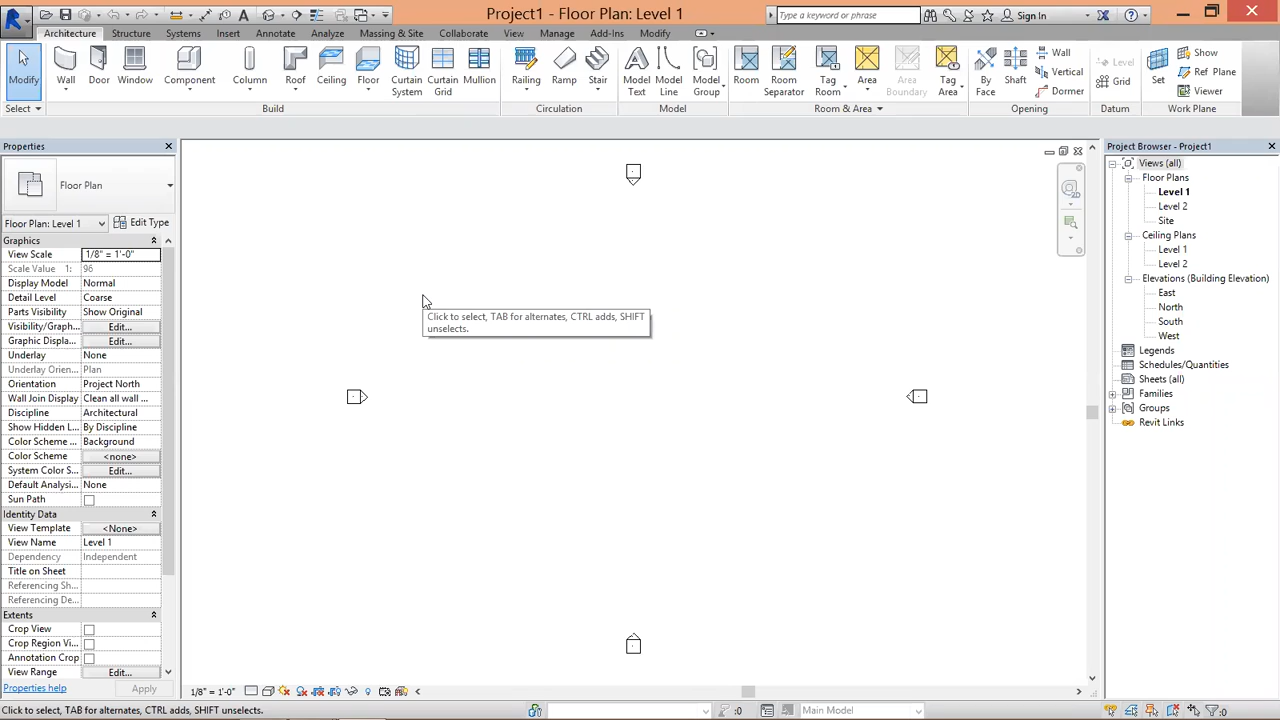 Project1 - Floor Plan: Level 1
Type a keyword or phrase
Sign In
Architecture Structure Systems Insert Annotate Analyze Massing & Site Collaborate View Manage Add-Ins Modify
Modify Wall Door Window Component Column Roof Ceiling Floor Curtain System Curtain Grid Mullion Railing Ramp Stair Model Text Model Line Model Group Room Room Separator Tag Room Area Area Boundary Tag Area By Face Shaft Wall Vertical Dormer Level Grid Set Show Ref Plane Viewer
Select Build Circulation Model Room & Area Opening Datum Work Plane
Properties
Floor Plan
Floor Plan: Level 1 Edit Type
Graphics
View Scale 1/8" = 1'-0"
Scale Value 1: 96
Display Model Normal
Detail Level Coarse
Parts Visibility Show Original
Visibility/Graph... Edit...
Graphic Displa... Edit...
Underlay None
Underlay Orien... Plan
Orientation Project North
Wall Join Display Clean all wall ...
Discipline Architectural
Show Hidden L... By Discipline
Color Scheme ... Background
Color Scheme <none>
System Color S... Edit...
Default Analysi... None
Sun Path
Identity Data
View Template <None>
View Name Level 1
Dependency Independent
Title on Sheet
Referencing Sh...
Referencing De...
Extents
Crop View
Crop Region Vi...
Annotation Crop
View Range Edit...
Properties help Apply
Click to select, TAB for alternates, CTRL adds, SHIFT
unselects.
2D
Project Browser - Project1
Views (all)
Floor Plans
Level 1
Level 2
Site
Ceiling Plans
Level 1
Level 2
Elevations (Building Elevation)
East
North
South
West
Legends
Schedules/Quantities
Sheets (all)
Families
Groups
Revit Links
1/8" = 1'-0"
Click to select, TAB for alternates, CTRL adds, SHIFT unselects. :0 Main Model :0